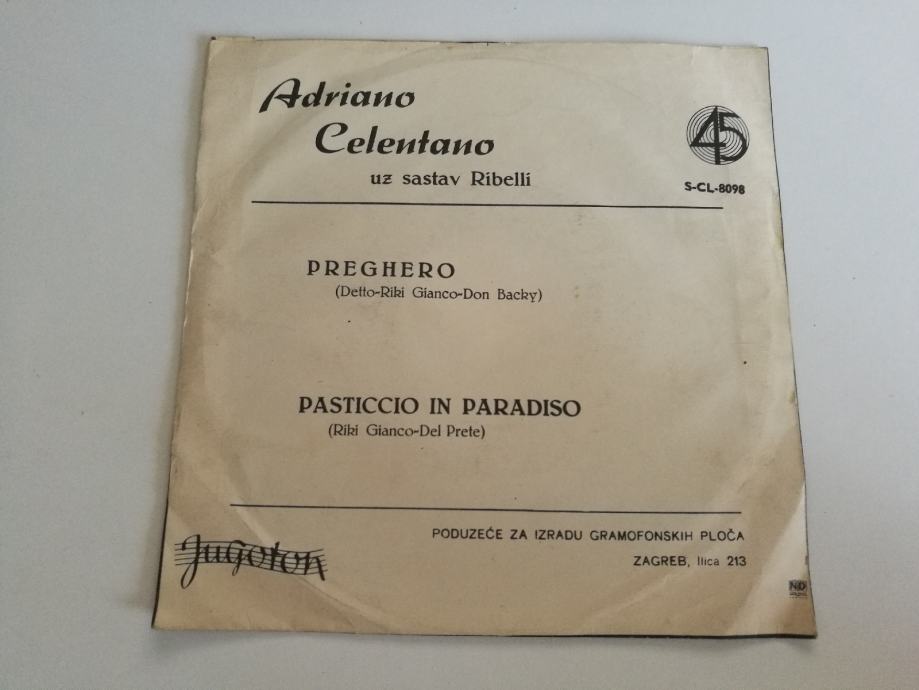 Adriano
Celentano
uz sastav Ribelli
45
S-CL-8098
PREGHERO
(Detto-Riki Gianco-Don Backy)
PASTICCIO IN PARADISO
(Riki Gianco-Del Prete)
Jugoton
PODUZEĆE ZA IZRADU GRAMOFONSKIH PLOČA
ZAGREB, Ilica 213